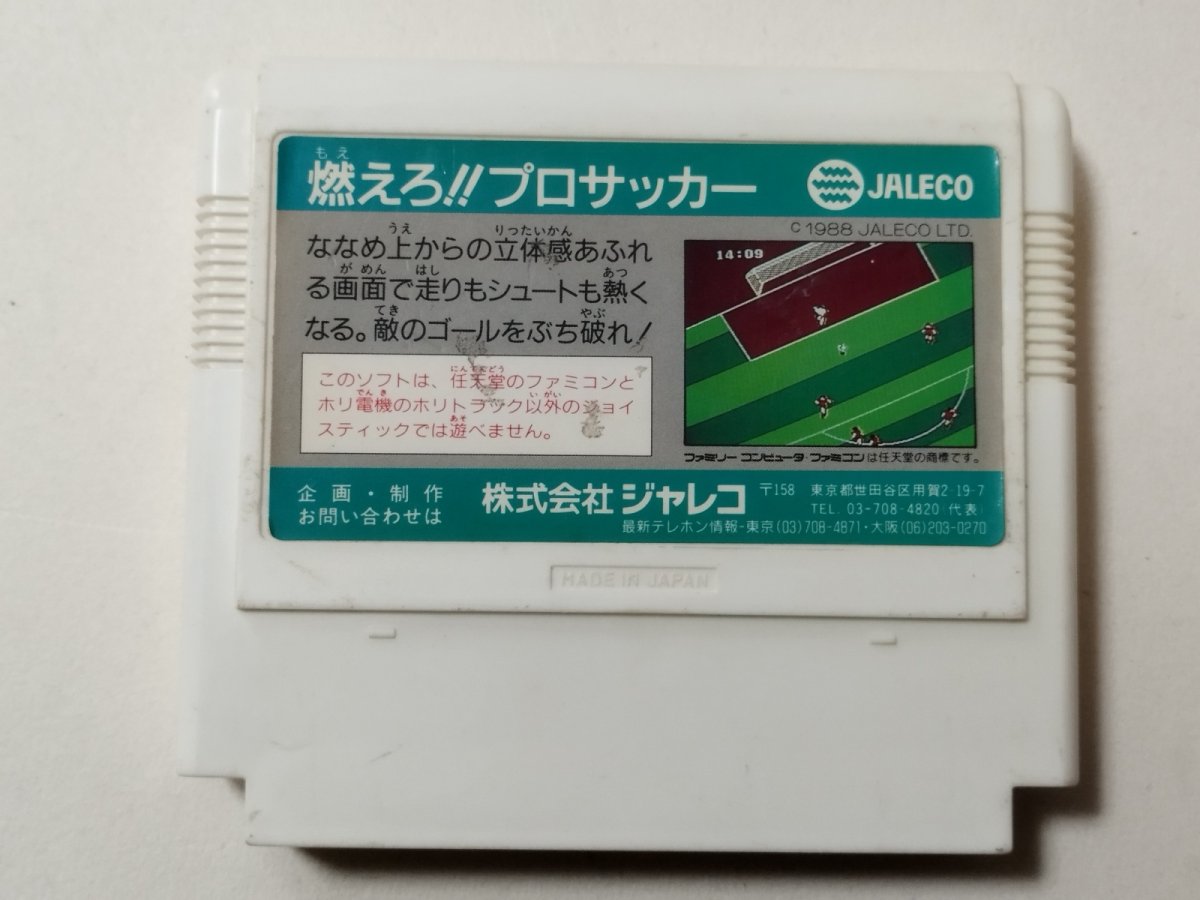 燃えろ!!プロサッカー
JALECO
© 1988 JALECO LTD.
ななめ上からの立体感あふれ
る画面で走りもシュートも熱く
なる。敵のゴールをぶち破れ!
14:09
このソフトは、任天堂のファミコンと
ホリ電機のホリトラック以外のジョイ
スティックでは遊べません。
ファミリーコンピュータ・ファミコンは任天堂の商標です。
企画・制作
お問い合わせは
株式会社ジャレコ
〒158 東京都世田谷区用賀2-19-7
TEL. 03-708-4820(代表)
最新テレホン情報-東京(03)708-4871・大阪(06)203-0270
MADE IN JAPAN